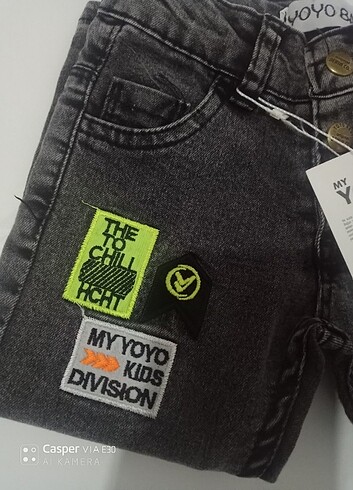 YOYO B
MY
Y
THE
TO
CHILL
HCHT
MY YOYO
KIDS
DIVISION
Casper VIA E30
AI KAMERA